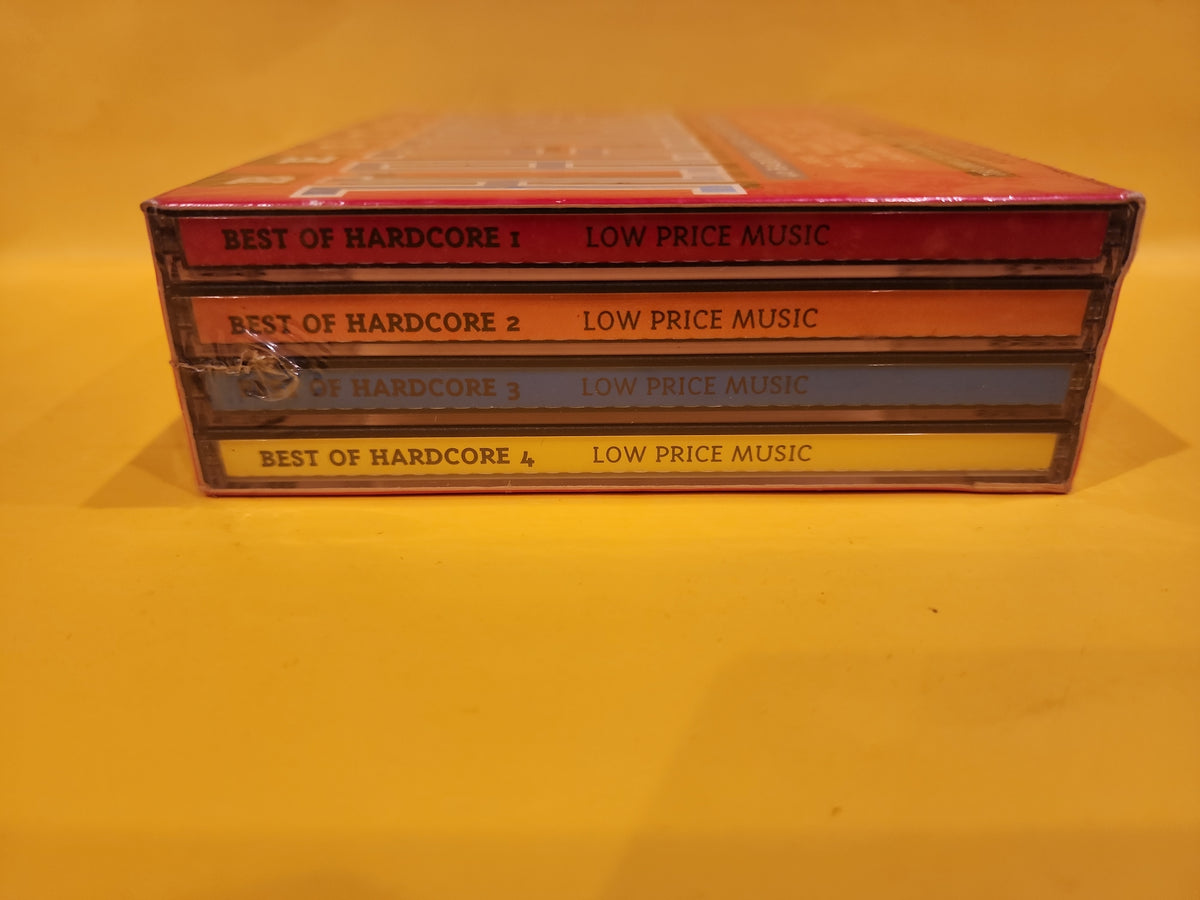 BEST OF HARDCORE 1 LOW PRICE MUSIC
BEST OF HARDCORE 2 LOW PRICE MUSIC
OF HARDCORE 3 LOW PRICE MUSIC
BEST OF HARDCORE 4 LOW PRICE MUSIC